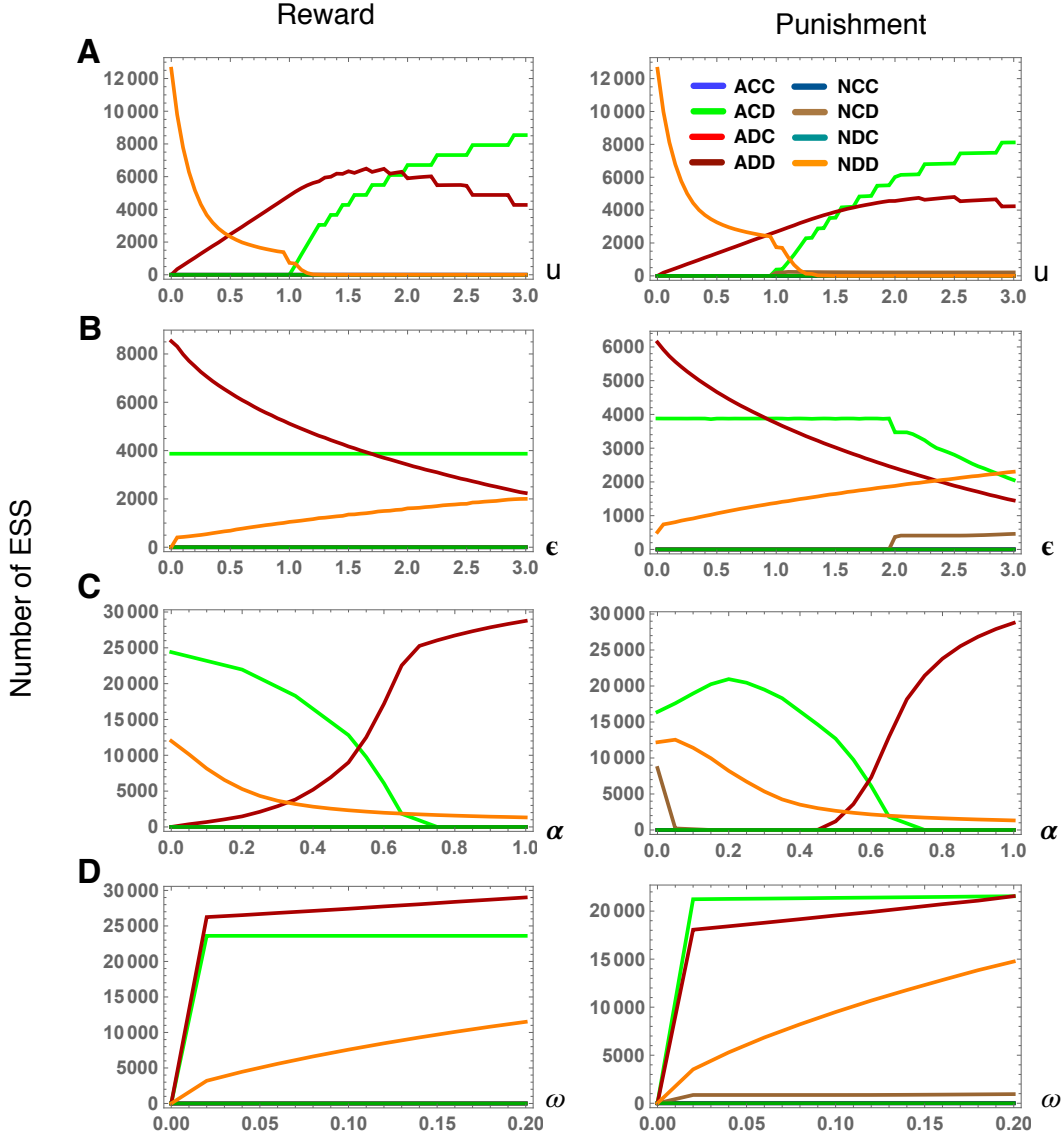 Reward
Punishment
Number of ESS
A
12 000
10 000
8000
6000
4000
2000
0
0.0 0.5 1.0 1.5 2.0 2.5 3.0
u
12 000
10 000
8000
6000
4000
2000
0
0.0 0.5 1.0 1.5 2.0 2.5 3.0
u
ACC NCC
ACD NCD
ADC NDC
ADD NDD
B
8000
6000
4000
2000
0
0.0 0.5 1.0 1.5 2.0 2.5 3.0
ϵ
6000
5000
4000
3000
2000
1000
0
0.0 0.5 1.0 1.5 2.0 2.5 3.0
ϵ
C
30 000
25 000
20 000
15 000
10 000
5000
0
0.0 0.2 0.4 0.6 0.8 1.0
α
30 000
25 000
20 000
15 000
10 000
5000
0
0.0 0.2 0.4 0.6 0.8 1.0
α
D
30 000
25 000
20 000
15 000
10 000
5000
0
0.00 0.05 0.10 0.15 0.20
ω
20 000
15 000
10 000
5000
0
0.00 0.05 0.10 0.15 0.20
ω